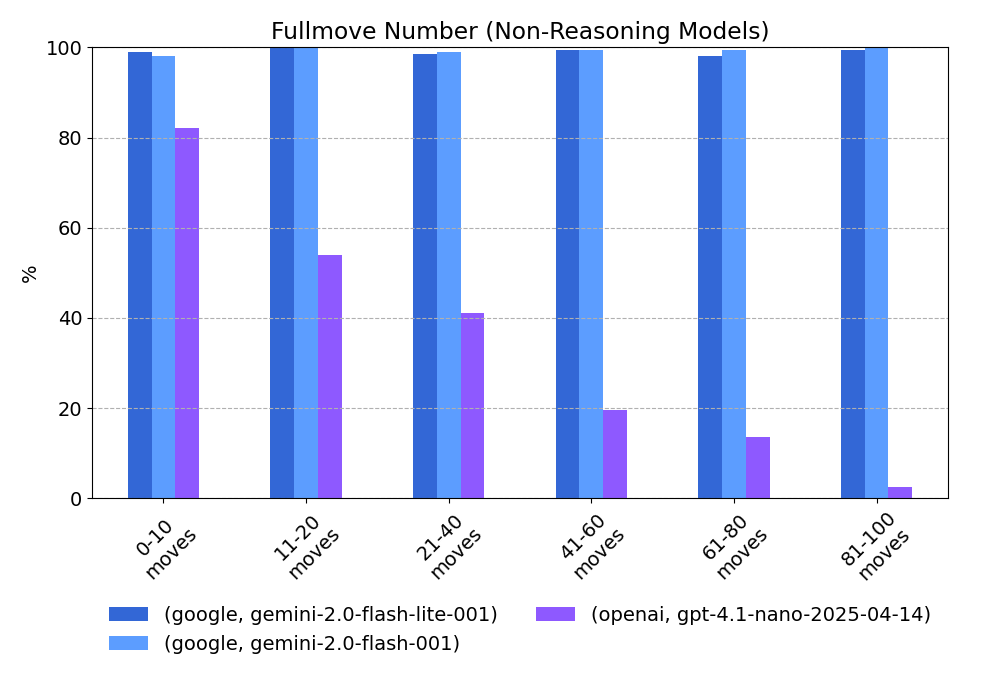 Fullmove Number (Non-Reasoning Models)
100
80
60
40
20
0
%
0-10
moves
11-20
moves
21-40
moves
41-60
moves
61-80
moves
81-100
moves
(google, gemini-2.0-flash-lite-001)
(google, gemini-2.0-flash-001)
(openai, gpt-4.1-nano-2025-04-14)